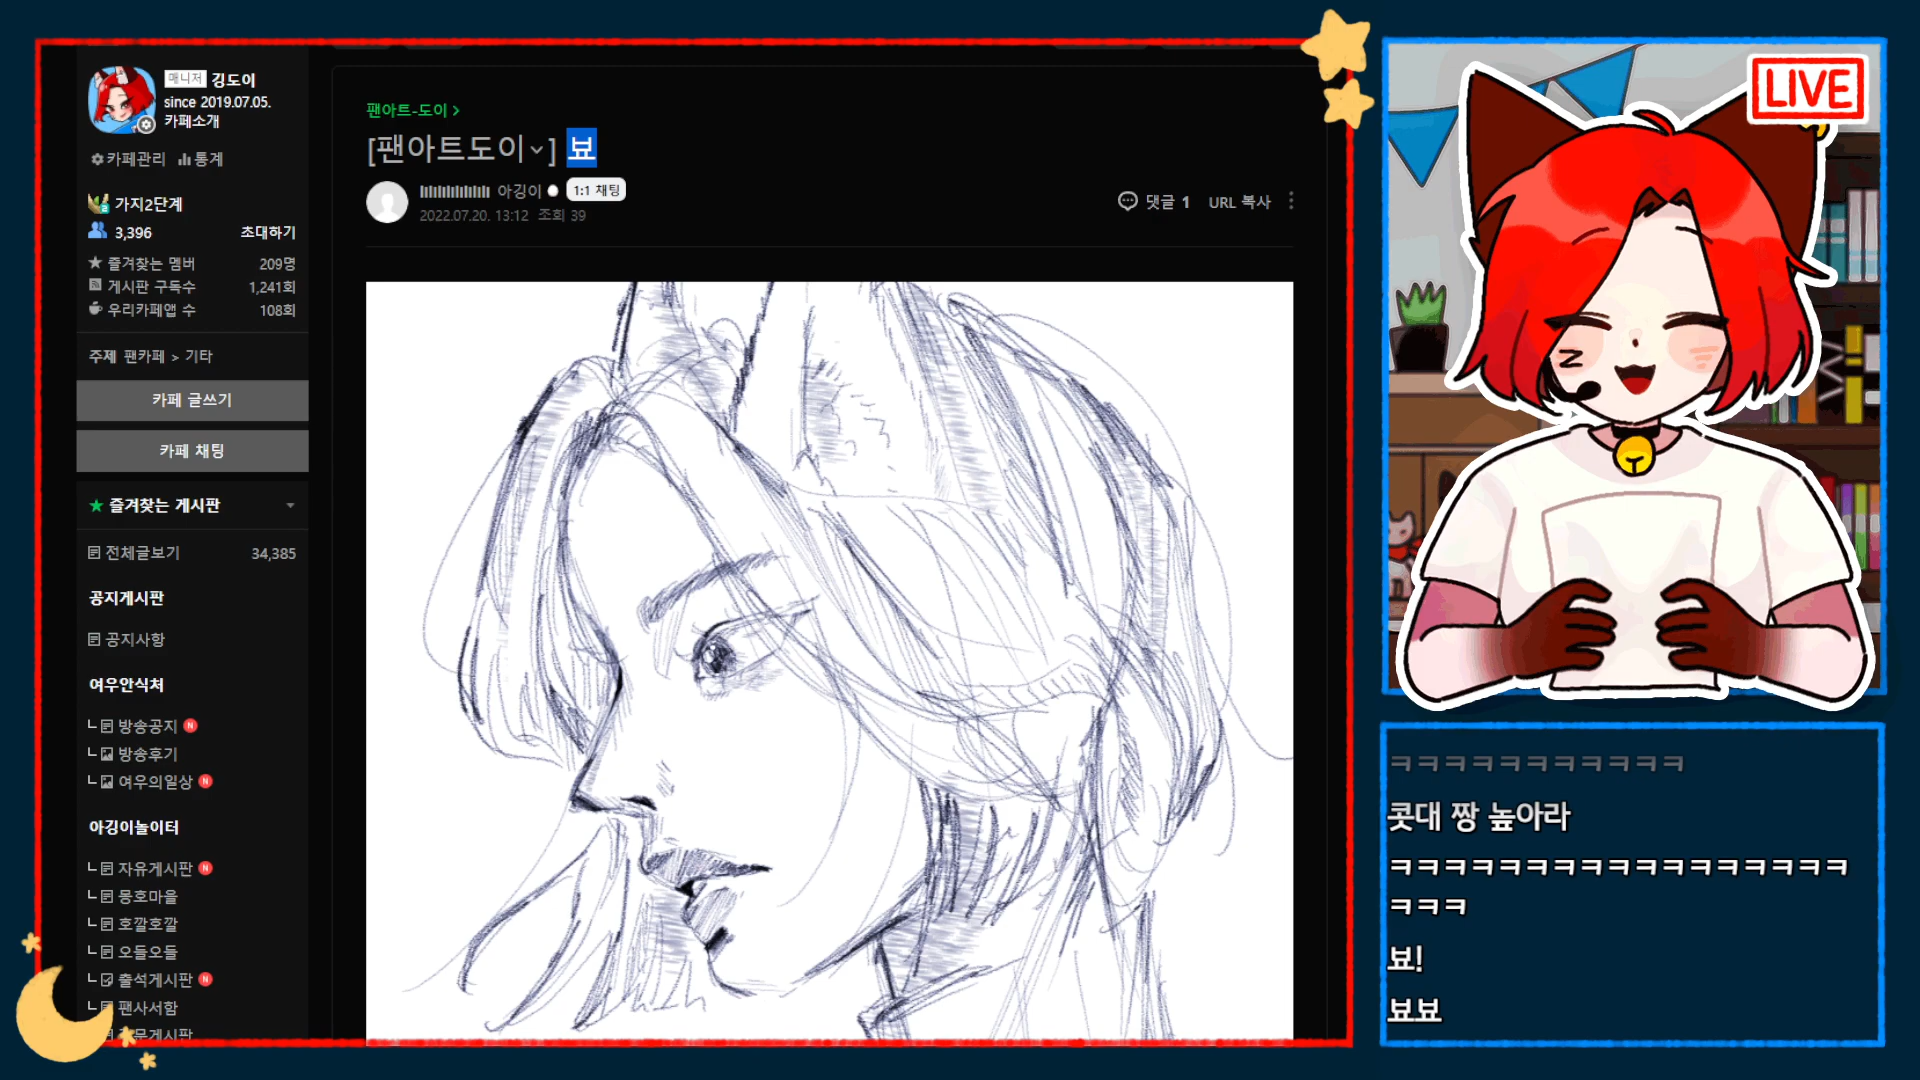 매니저 깅도이
since 2019.07.05.
카페소개
카페관리 통계
가지2단계
3,396 초대하기
즐겨찾는 멤버 209명
게시판 구독수 1,241회
우리카페앱 수 108회
주제 팬카페 > 기타
카페 글쓰기
카페 채팅
즐겨찾는 게시판
전체글보기 34,385
공지게시판
공지사항
여우안식처
방송공지 N
방송후기
여우의일상 N
아깅이놀이터
자유게시판 N
몽호마을
호깔호깔
오들오들
출석게시판 N
팬사서함
팬아트-도이 >
[팬아트도이] 뵤
아깅이 1:1 채팅
2022.07.20. 13:12 조회 39
댓글 1 URL 복사
LIVE
ㅋㅋㅋㅋㅋㅋㅋㅋㅋㅋㅋ
콧대 짱 높아라
ㅋㅋㅋㅋㅋㅋㅋㅋㅋㅋㅋㅋㅋㅋㅋㅋㅋ
ㅋㅋㅋ
뵤!
뵤뵤